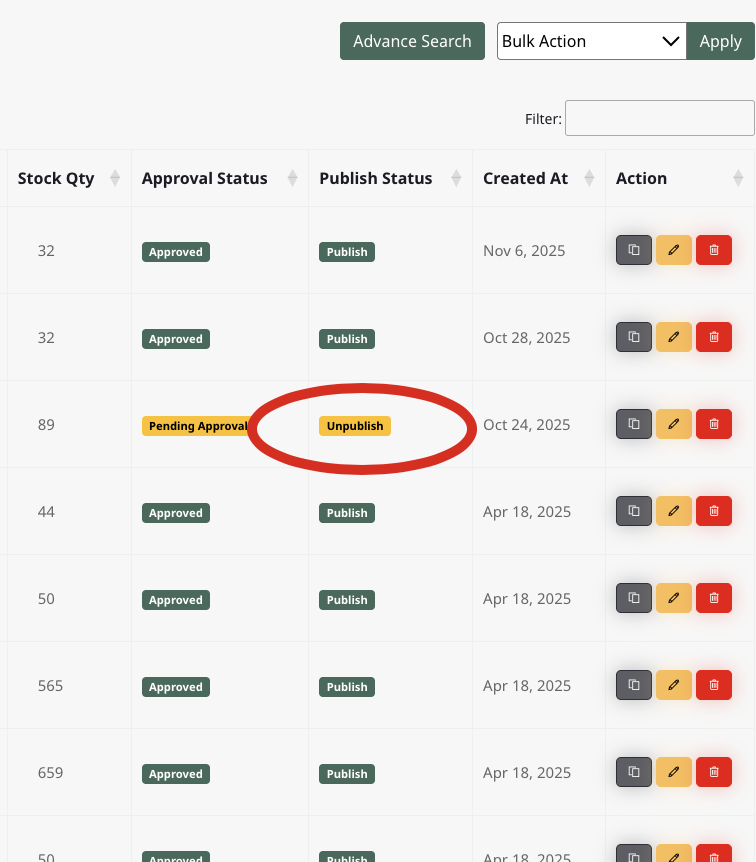 Advance Search Bulk Action Apply
Filter:
Stock Qty Approval Status Publish Status Created At Action
32 Approved Publish Nov 6, 2025
32 Approved Publish Oct 28, 2025
89 Pending Approval Unpublish Oct 24, 2025
44 Approved Publish Apr 18, 2025
50 Approved Publish Apr 18, 2025
565 Approved Publish Apr 18, 2025
659 Approved Publish Apr 18, 2025
50 Approved Publish Apr 18, 2025